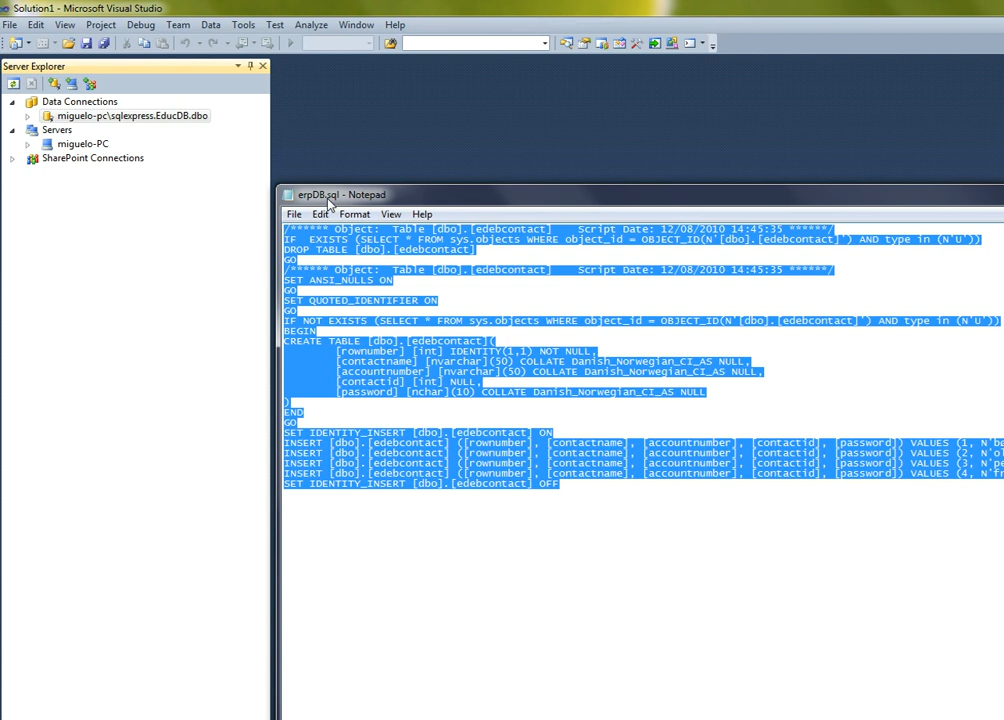 Solution1 - Microsoft Visual Studio
File Edit View Project Debug Team Data Tools Test Analyze Window Help
Server Explorer
Data Connections
miguelo-pc\sqlexpress.EducDB.dbo
Servers
miguelo-PC
SharePoint Connections
erpDB.sql - Notepad
File Edit Format View Help
/****** Object:  Table [dbo].[edebcontact]    Script Date: 12/08/2010 14:45:35 ******/
IF  EXISTS (SELECT * FROM sys.objects WHERE object_id = OBJECT_ID(N'[dbo].[edebcontact]') AND type in (N'U'))
DROP TABLE [dbo].[edebcontact]
GO
/****** Object:  Table [dbo].[edebcontact]    Script Date: 12/08/2010 14:45:35 ******/
SET ANSI_NULLS ON
GO
SET QUOTED_IDENTIFIER ON
GO
IF NOT EXISTS (SELECT * FROM sys.objects WHERE object_id = OBJECT_ID(N'[dbo].[edebcontact]') AND type in (N'U'))
BEGIN
CREATE TABLE [dbo].[edebcontact](
[rownumber] [int] IDENTITY(1,1) NOT NULL,
[contactname] [nvarchar](50) COLLATE Danish_Norwegian_CI_AS NULL,
[accountnumber] [nvarchar](50) COLLATE Danish_Norwegian_CI_AS NULL,
[contactid] [int] NULL,
[password] [nchar](10) COLLATE Danish_Norwegian_CI_AS NULL
)
END
GO
SET IDENTITY_INSERT [dbo].[edebcontact] ON
INSERT [dbo].[edebcontact] ([rownumber], [contactname], [accountnumber], [contactid], [password]) VALUES (1,
INSERT [dbo].[edebcontact] ([rownumber], [contactname], [accountnumber], [contactid], [password]) VALUES (2,
INSERT [dbo].[edebcontact] ([rownumber], [contactname], [accountnumber], [contactid], [password]) VALUES (3,
INSERT [dbo].[edebcontact] ([rownumber], [contactname], [accountnumber], [contactid], [password]) VALUES (4,
SET IDENTITY_INSERT [dbo].[edebcontact] OFF